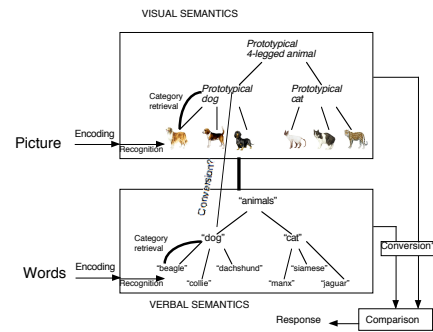 VISUAL SEMANTICS
Prototypical
4-legged animal
Category
retrieval
Prototypical
dog
Prototypical
cat
Picture
Encoding
Recognition
Conversion?
"animals"
Category
retrieval
"dog"
"cat"
Conversion
Words
Encoding
Recognition
"beagle"
"dachshund"
"siamese"
"collie"
"manx"
"jaguar"
VERBAL SEMANTICS
Response
Comparison